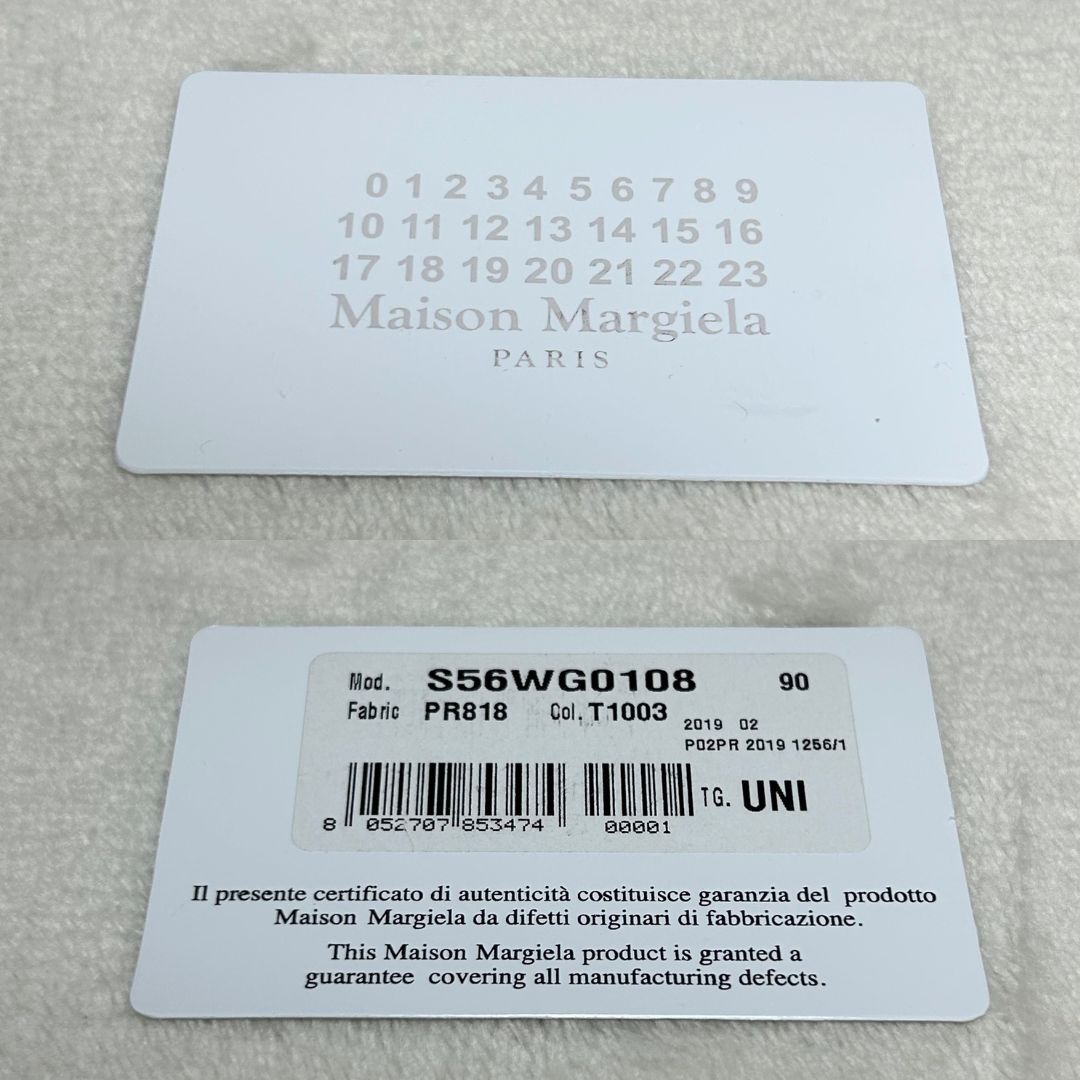 0 1 2 3 4 5 6 7 8 9
10 11 12 13 14 15 16
17 18 19 20 21 22 23
Maison Margiela
PARIS
Mod. S56WG0108 90
Fabric PR818 Col. T1003
2019 02
P02PR 2019 1256/1
TG. UNI
8 052707 853474 00001
Il presente certificato di autenticità costituisce garanzia del prodotto
Maison Margiela da difetti originari di fabbricazione.
This Maison Margiela product is granted a
guarantee covering all manufacturing defects.